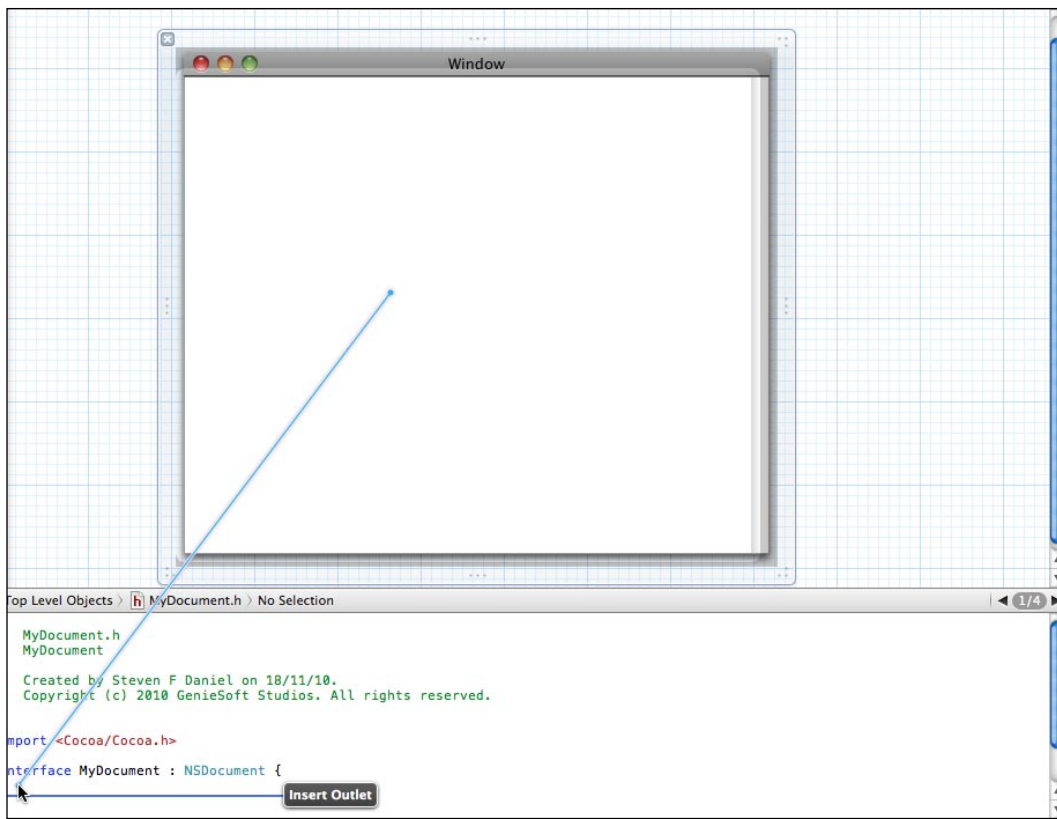 Window
Top Level Objects › h MyDocument.h › No Selection
1/4
MyDocument.h
MyDocument
Created by Steven F Daniel on 18/11/10.
Copyright (c) 2010 GenieSoft Studios. All rights reserved.
mport <Cocoa/Cocoa.h>
nterface MyDocument : NSDocument {
Insert Outlet